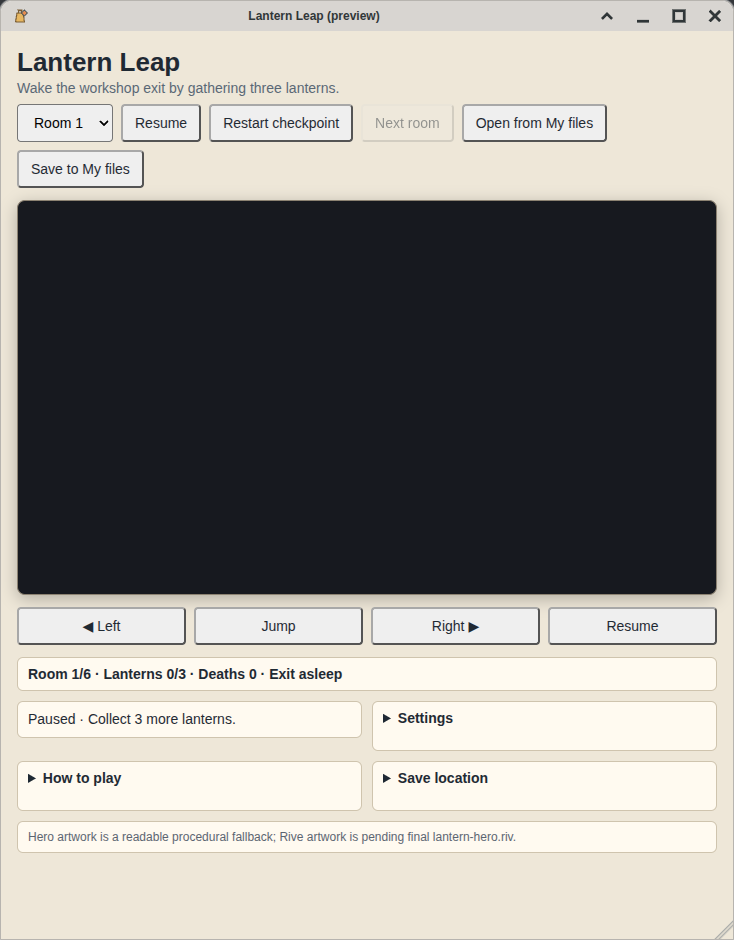 Lantern Leap (preview)
Lantern Leap
Wake the workshop exit by gathering three lanterns.
Room 1 Resume Restart checkpoint Next room Open from My files
Save to My files
◀ Left Jump Right ▶ Resume
Room 1/6 · Lanterns 0/3 · Deaths 0 · Exit asleep
Paused · Collect 3 more lanterns.
▶ Settings
▶ How to play
▶ Save location
Hero artwork is a readable procedural fallback; Rive artwork is pending final lantern-hero.riv.